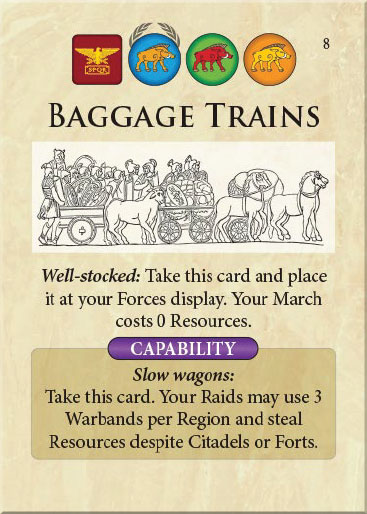 8
SPQR
BAGGAGE TRAINS
Well-stocked: Take this card and place
it at your Forces display. Your March
costs 0 Resources.
CAPABILITY
Slow wagons:
Take this card. Your Raids may use 3
Warbands per Region and steal
Resources despite Citadels or Forts.